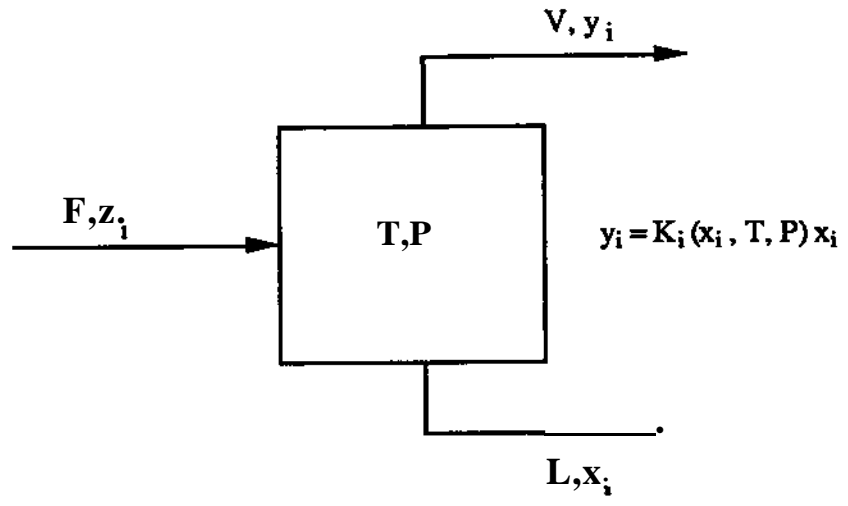 V, yᵢ
F,zᵢ
T,P
yᵢ = Kᵢ (xᵢ , T, P) xᵢ
L,xᵢ